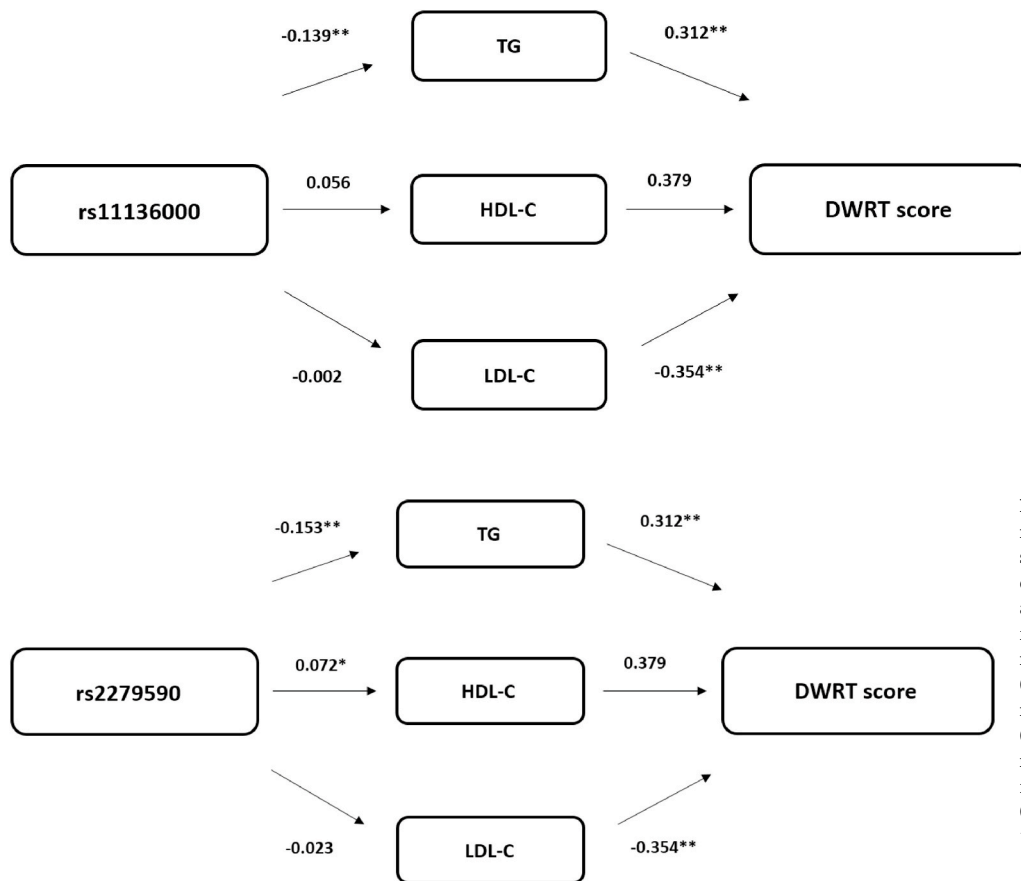 -0.139**
TG
0.312**
rs11136000
0.056
HDL-C
0.379
DWRT score
-0.002
LDL-C
-0.354**
-0.153**
TG
0.312**
rs2279590
0.072*
HDL-C
0.379
DWRT score
-0.023
LDL-C
-0.354**